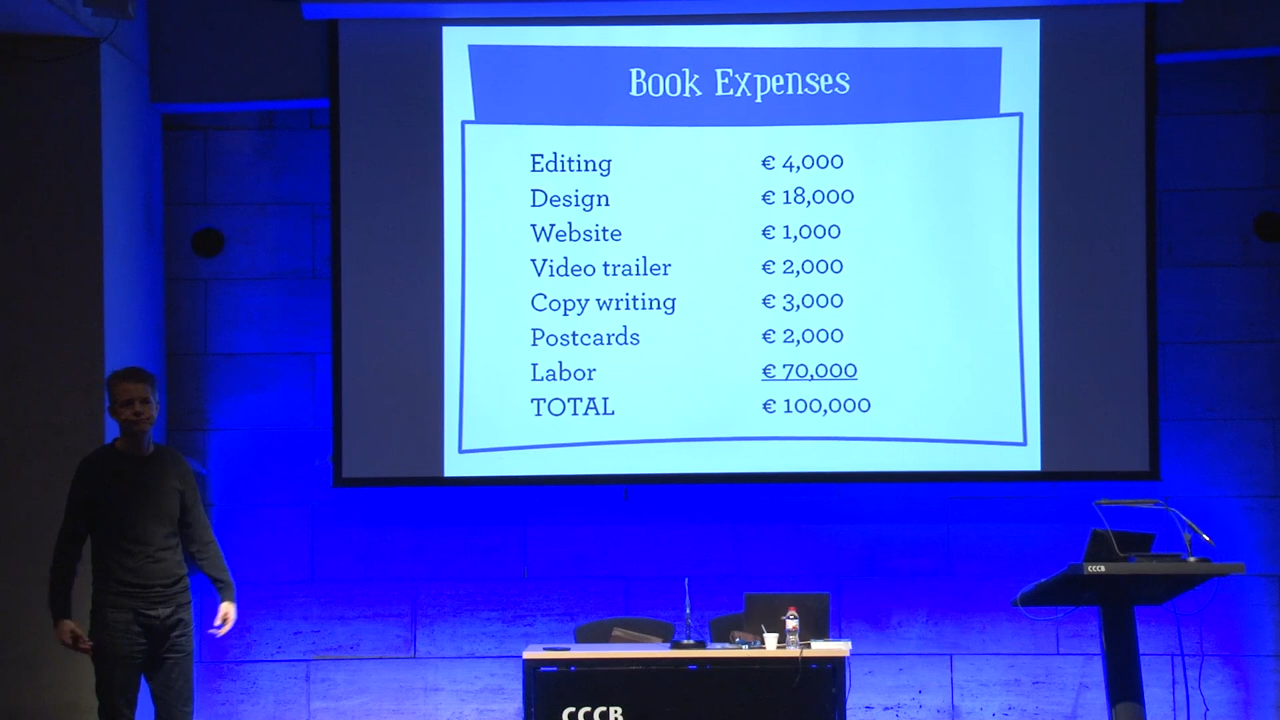 Book Expenses
Editing € 4,000
Design € 18,000
Website € 1,000
Video trailer € 2,000
Copy writing € 3,000
Postcards € 2,000
Labor € 70,000
TOTAL € 100,000
CCCB
CCCB